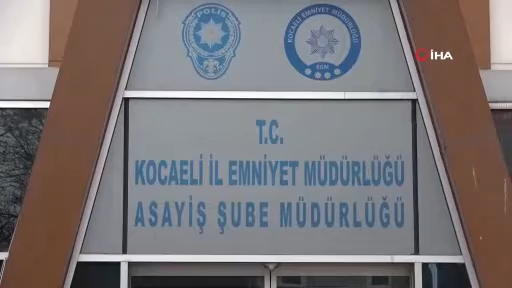 POLİS
KOCAELİ EMNİYET MÜDÜRLÜĞÜ
EGM
İHA
T.C.
KOCAELİ İL EMNİYET MÜDÜRLÜĞÜ
ASAYİŞ ŞUBE MÜDÜRLÜĞÜ